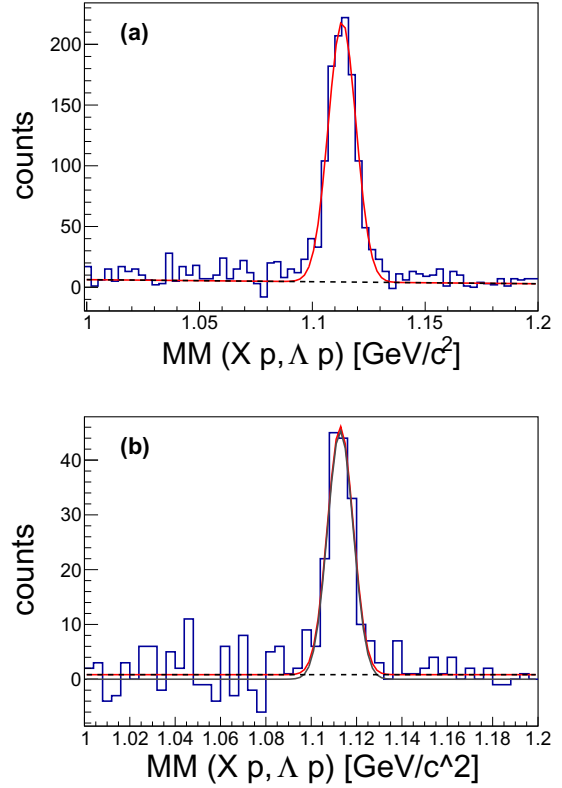 (a)
counts
200
150
100
50
0
1 1.05 1.1 1.15 1.2
MM (X p, Λ p) [GeV/c²]
(b)
counts
40
30
20
10
0
1 1.02 1.04 1.06 1.08 1.1 1.12 1.14 1.16 1.18 1.2
MM (X p, Λ p) [GeV/c^2]